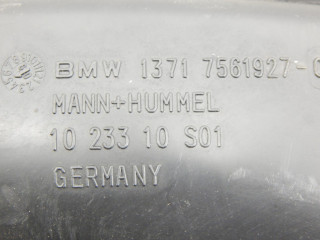 BMW 1371 7561927-
MANN+HUMMEL
10 233 10 S01
GERMANY